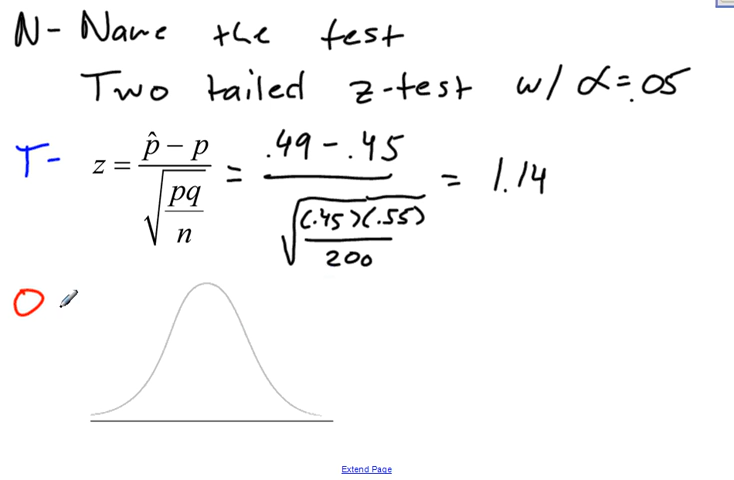 N- Name the test
Two tailed z-test w/ α=.05
T- z = p̂ − p / √(pq/n) = .49 - .45 / √((.45)(.55)/200) = 1.14
O
Extend Page